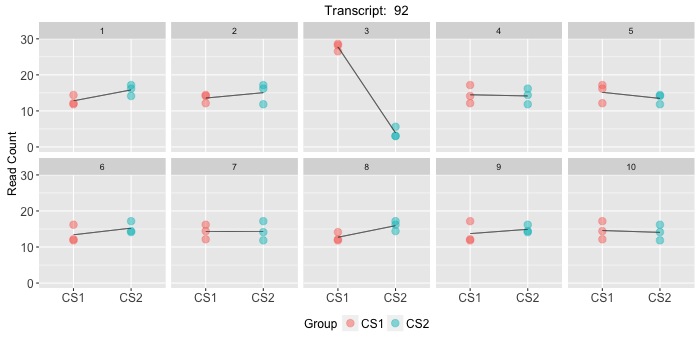 Transcript:  92
1 2 3 4 5
30
20
10
0
Read Count
6 7 8 9 10
30
20
10
0
CS1 CS2 CS1 CS2 CS1 CS2 CS1 CS2 CS1 CS2
Group CS1 CS2